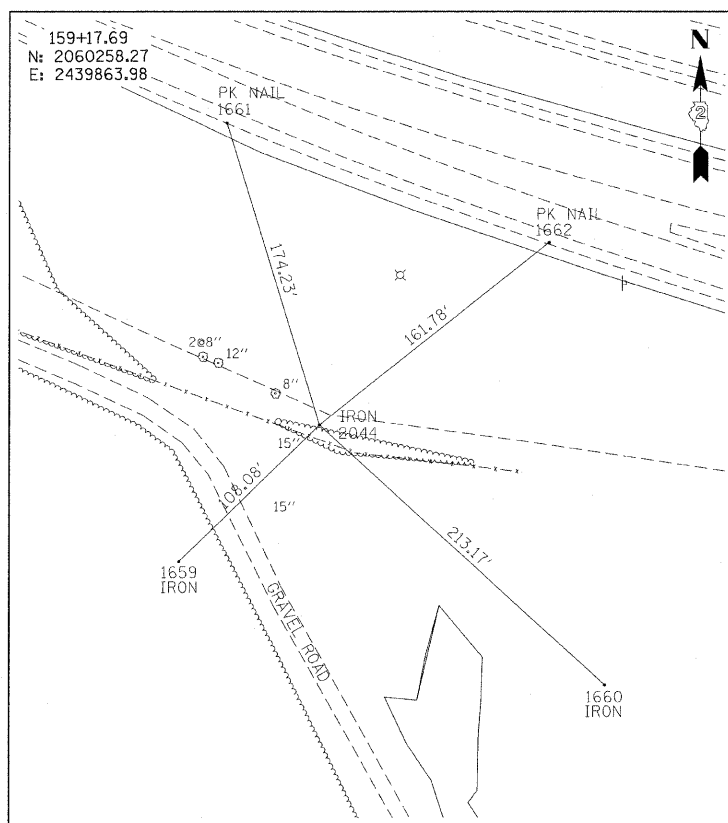 159+17.69
N: 2060258.27
E: 2439863.98
N
2
PK NAIL
1661
PK NAIL
1662
174.23'
161.78'
2@8"
12"
8"
IRON
2044
15"
108.08'
15"
213.17'
1659
IRON
GRAVEL ROAD
1660
IRON